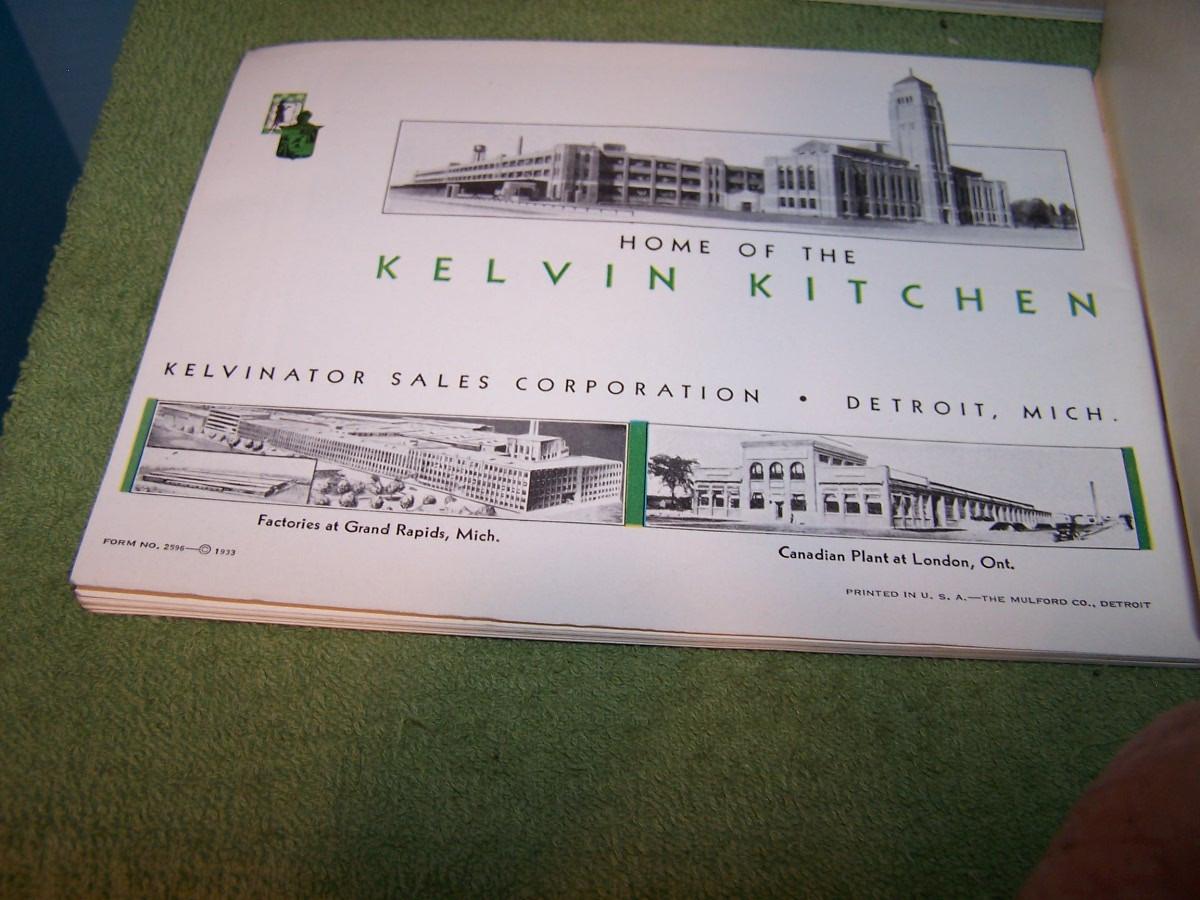 HOME OF THE
KELVIN KITCHEN
KELVINATOR SALES CORPORATION • DETROIT, MICH.
Factories at Grand Rapids, Mich.
Canadian Plant at London, Ont.
FORM NO. 2596—© 1933
PRINTED IN U. S. A.—THE MULFORD CO., DETROIT